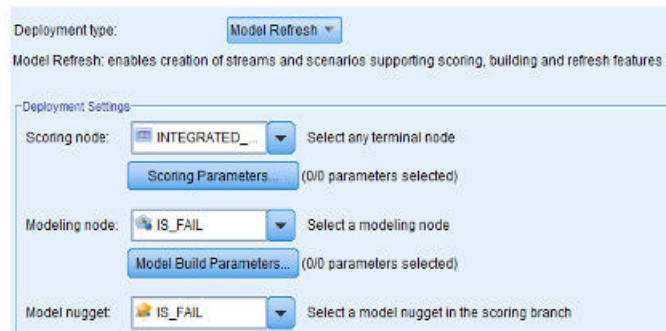 Deployment type: Model Refresh
Model Refresh: enables creation of streams and scenarios supporting scoring, building and refresh features
Deployment Settings
Scoring node: INTEGRATED_... Select any terminal node
Scoring Parameters... (0/0 parameters selected)
Modeling node: IS_FAIL Select a modeling node
Model Build Parameters... (0/0 parameters selected)
Model nugget: IS_FAIL Select a model nugget in the scoring branch